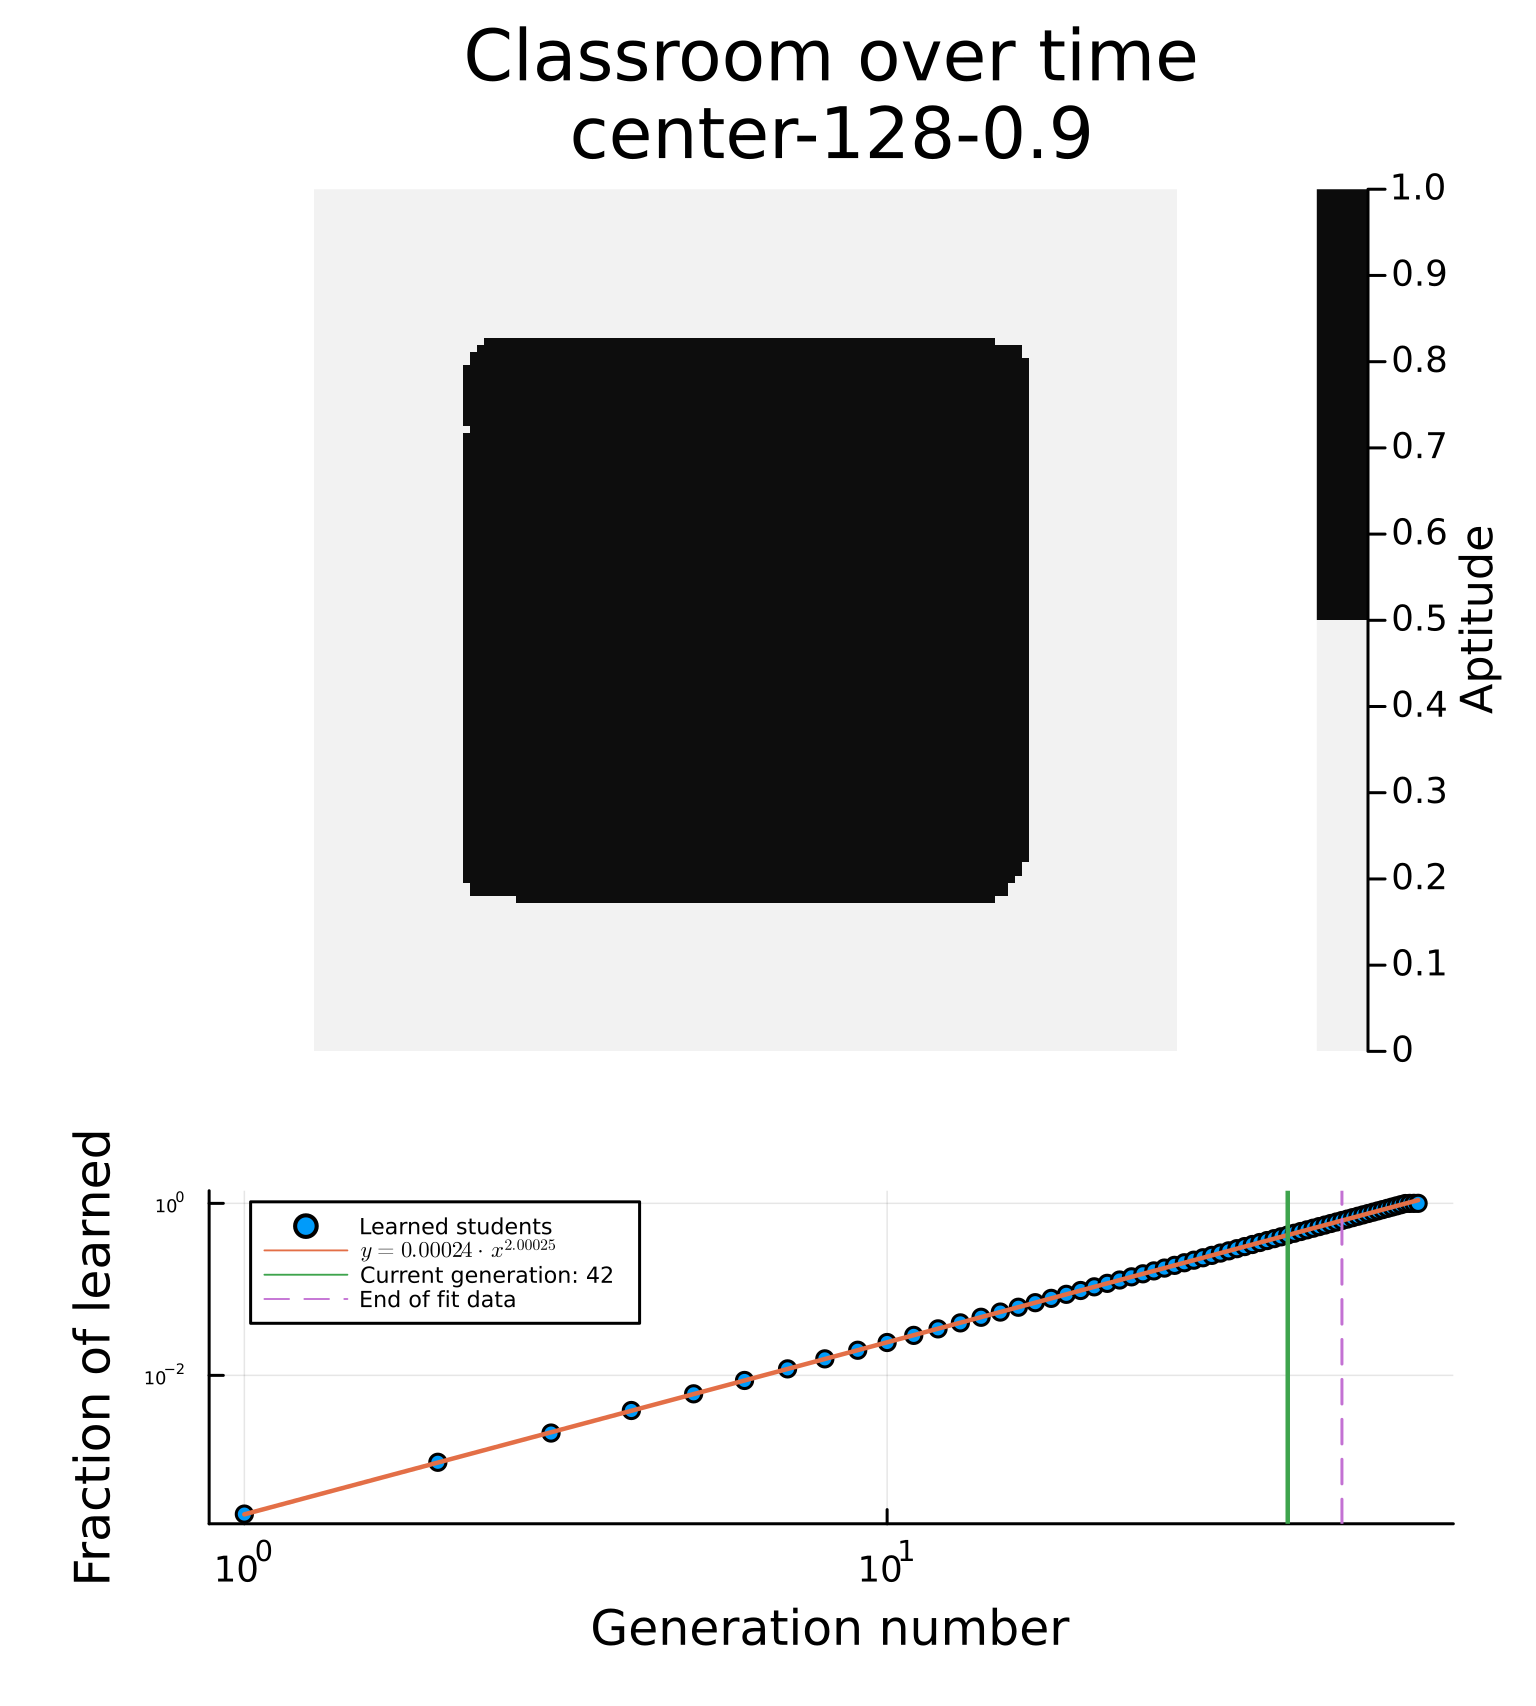 Classroom over time
center-128-0.9
1.0
0.9
0.8
0.7
0.6
0.5
0.4
0.3
0.2
0.1
0
Aptitude
Fraction of learned
10^0
10^-2
Learned students
y = 0.00024 · x^2.00025
Current generation: 42
End of fit data
10^0
10^1
Generation number